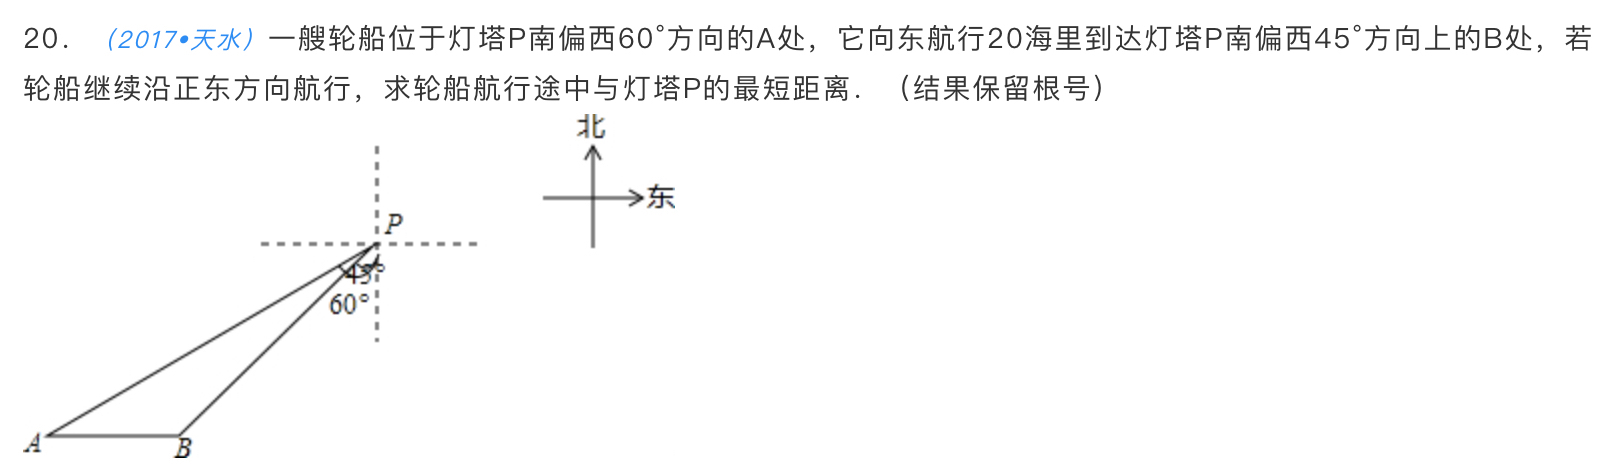 20. （2017•天水）一艘轮船位于灯塔P南偏西60°方向的A处，它向东航行20海里到达灯塔P南偏西45°方向上的B处，若
轮船继续沿正东方向航行，求轮船航行途中与灯塔P的最短距离．（结果保留根号）
北
东
P
45°
60°
A
B